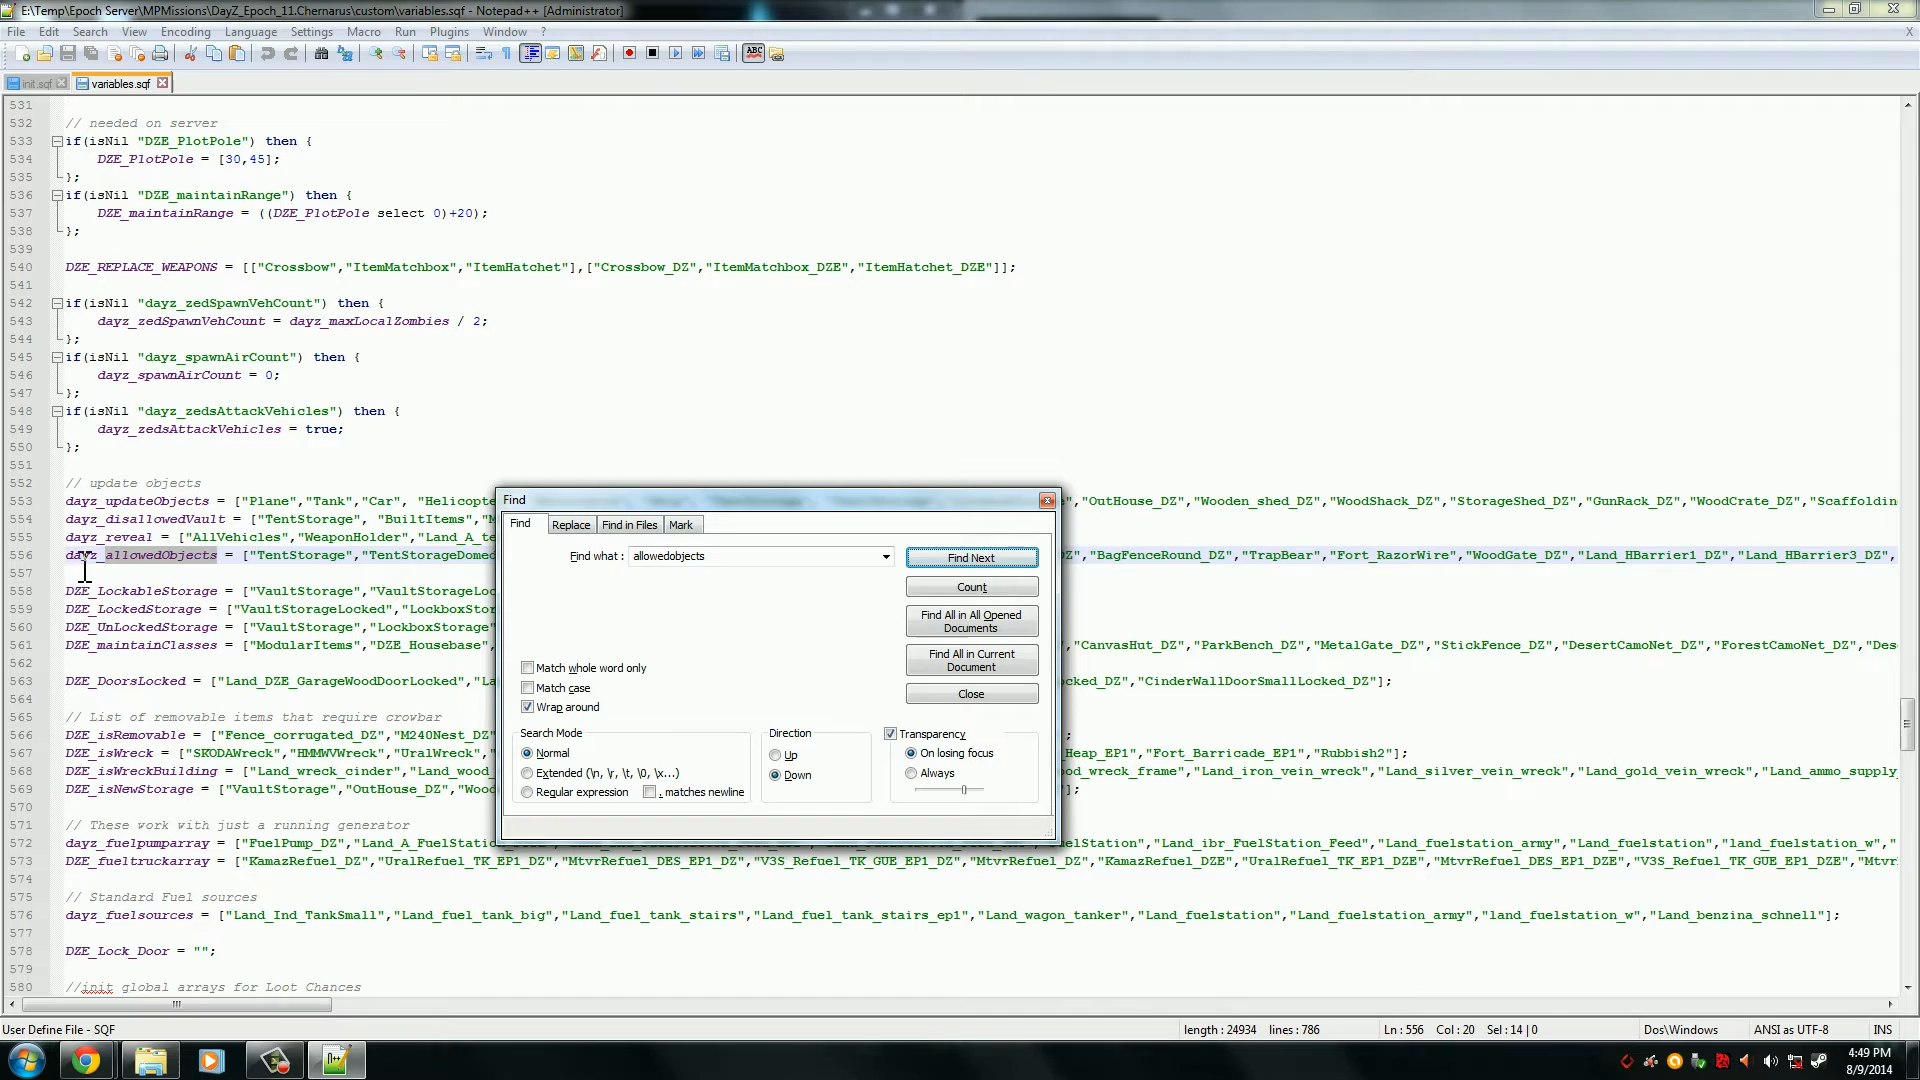 E:\Temp\Epoch Server\MPMissions\DayZ_Epoch_11.Chernarus\custom\variables.sqf - Notepad++ [Administrator]
File Edit Search View Encoding Language Settings Macro Run Plugins Window ?
init.sqf variables.sqf
531
532 // needed on server
533 if(isNil "DZE_PlotPole") then {
534 DZE_PlotPole = [30,45];
535 };
536 if(isNil "DZE_maintainRange") then {
537 DZE_maintainRange = ((DZE_PlotPole select 0)+20);
538 };
539
540 DZE_REPLACE_WEAPONS = [["Crossbow","ItemMatchbox","ItemHatchet"],["Crossbow_DZ","ItemMatchbox_DZE","ItemHatchet_DZE"]];
541
542 if(isNil "dayz_zedSpawnVehCount") then {
543 dayz_zedSpawnVehCount = dayz_maxLocalZombies / 2;
544 };
545 if(isNil "dayz_spawnAirCount") then {
546 dayz_spawnAirCount = 0;
547 };
548 if(isNil "dayz_zedsAttackVehicles") then {
549 dayz_zedsAttackVehicles = true;
550 };
551
552 // update objects
553 dayz_updateObjects = ["Plane","Tank","Car", "Helicopte ,"OutHouse_DZ","Wooden_shed_DZ","WoodShack_DZ","StorageShed_DZ","GunRack_DZ","WoodCrate_DZ","Scaffoldin
554 dayz_disallowedVault = ["TentStorage", "BuiltItems","M
555 dayz_reveal = ["AllVehicles","WeaponHolder","Land_A_te
556 dayz_allowedObjects = ["TentStorage","TentStorageDomed DZ","BagFenceRound_DZ","TrapBear","Fort_RazorWire","WoodGate_DZ","Land_HBarrier1_DZ","Land_HBarrier3_DZ",
557
558 DZE_LockableStorage = ["VaultStorage","VaultStorageLoc
559 DZE_LockedStorage = ["VaultStorageLocked","LockboxStor
560 DZE_UnLockedStorage = ["VaultStorage","LockboxStorage
561 DZE_maintainClasses = ["ModularItems","DZE_Housebase", ,"CanvasHut_DZ","ParkBench_DZ","MetalGate_DZ","StickFence_DZ","DesertCamoNet_DZ","ForestCamoNet_DZ","Des
562
563 DZE_DoorsLocked = ["Land_DZE_GarageWoodDoorLocked","La cked_DZ","CinderWallDoorSmallLocked_DZ"];
564
565 // List of removable items that require crowbar
566 DZE_isRemovable = ["Fence_corrugated_DZ","M240Nest_DZ" ;
567 DZE_isWreck = ["SKODAWreck","HMMWVWreck","UralWreck", Heap_EP1","Fort_Barricade_EP1","Rubbish2"];
568 DZE_isWreckBuilding = ["Land_wreck_cinder","Land_wood_ ood_wreck_frame","Land_iron_vein_wreck","Land_silver_vein_wreck","Land_gold_vein_wreck","Land_ammo_supply_
569 DZE_isNewStorage = ["VaultStorage","OutHouse_DZ","Woo "];
570
571 // These work with just a running generator
572 dayz_fuelpumparray = ["FuelPump_DZ","Land_A_FuelStatio elStation","Land_ibr_FuelStation_Feed","Land_fuelstation_army","Land_fuelstation","land_fuelstation_w","
573 DZE_fueltruckarray = ["KamazRefuel_DZ","UralRefuel_TK_EP1_DZ","MtvrRefuel_DES_EP1_DZ","V3S_Refuel_TK_GUE_EP1_DZ","MtvrRefuel_DZ","KamazRefuel_DZE","UralRefuel_TK_EP1_DZE","MtvrRefuel_DES_EP1_DZE","V3S_Refuel_TK_GUE_EP1_DZE","Mtvr
574
575 // Standard Fuel sources
576 dayz_fuelsources = ["Land_Ind_TankSmall","Land_fuel_tank_big","Land_fuel_tank_stairs","Land_fuel_tank_stairs_ep1","Land_wagon_tanker","Land_fuelstation","Land_fuelstation_army","land_fuelstation_w","Land_benzina_schnell"];
577
578 DZE_Lock_Door = "";
579
580 //init global arrays for Loot Chances
Find
Find Replace Find in Files Mark
Find what : allowedobjects
Find Next
Count
Find All in All Opened Documents
Find All in Current Document
Close
Match whole word only
Match case
Wrap around
Search Mode
Normal
Extended (\n, \r, \t, \0, \x...)
Regular expression . matches newline
Direction
Up
Down
Transparency
On losing focus
Always
User Define File - SQF length : 24934 lines : 786 Ln : 556 Col : 20 Sel : 14 | 0 Dos\Windows ANSI as UTF-8 INS
4:49 PM
8/9/2014